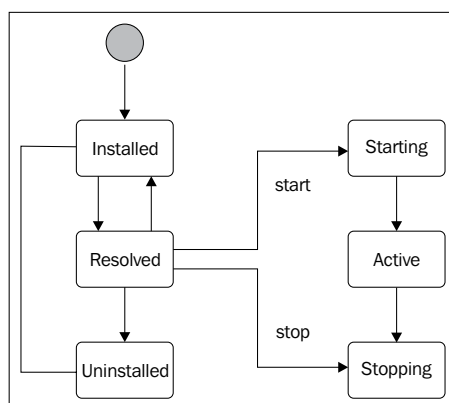 Installed
Starting
start
Resolved
Active
stop
Uninstalled
Stopping